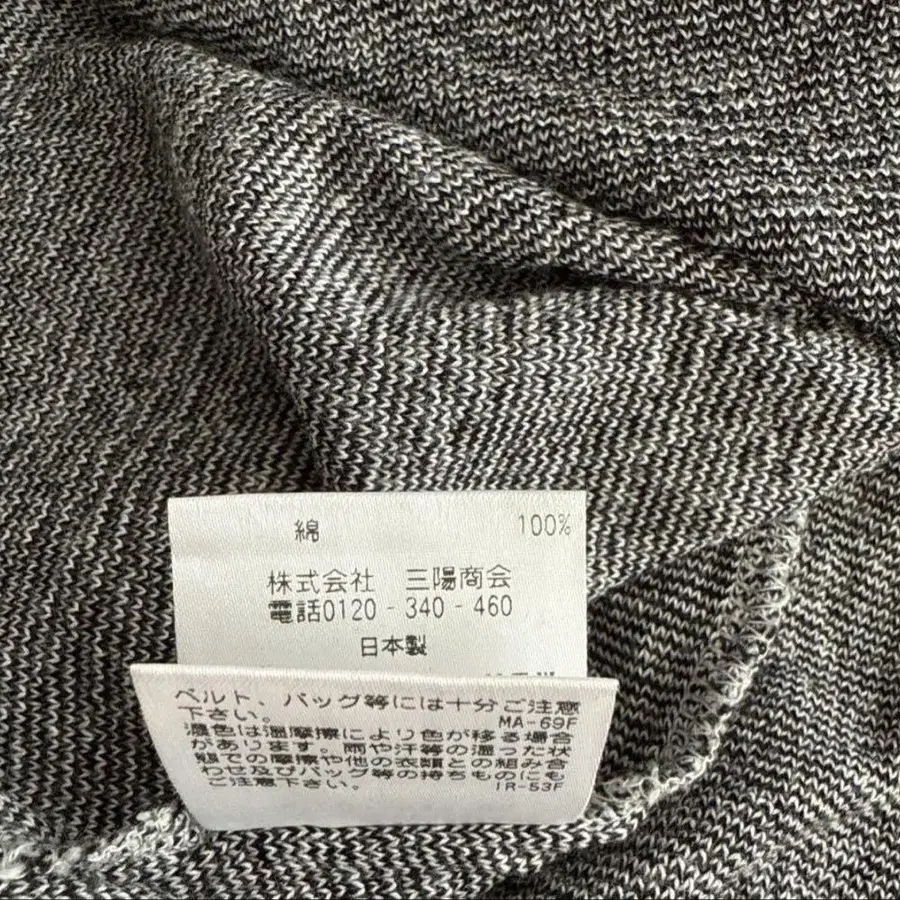 綿 100%
株式会社 三陽商会
電話0120-340-460
日本製
ベルト、バッグ等には十分ご注意
下さい。 MA-69F
濃色は湿摩擦により色が移る場合
があります。雨や汗等の湿った状
態での摩擦や他の衣類との組み合
わせ及びバッグ等の持ちものにも
ご注意下さい。 IR-53F